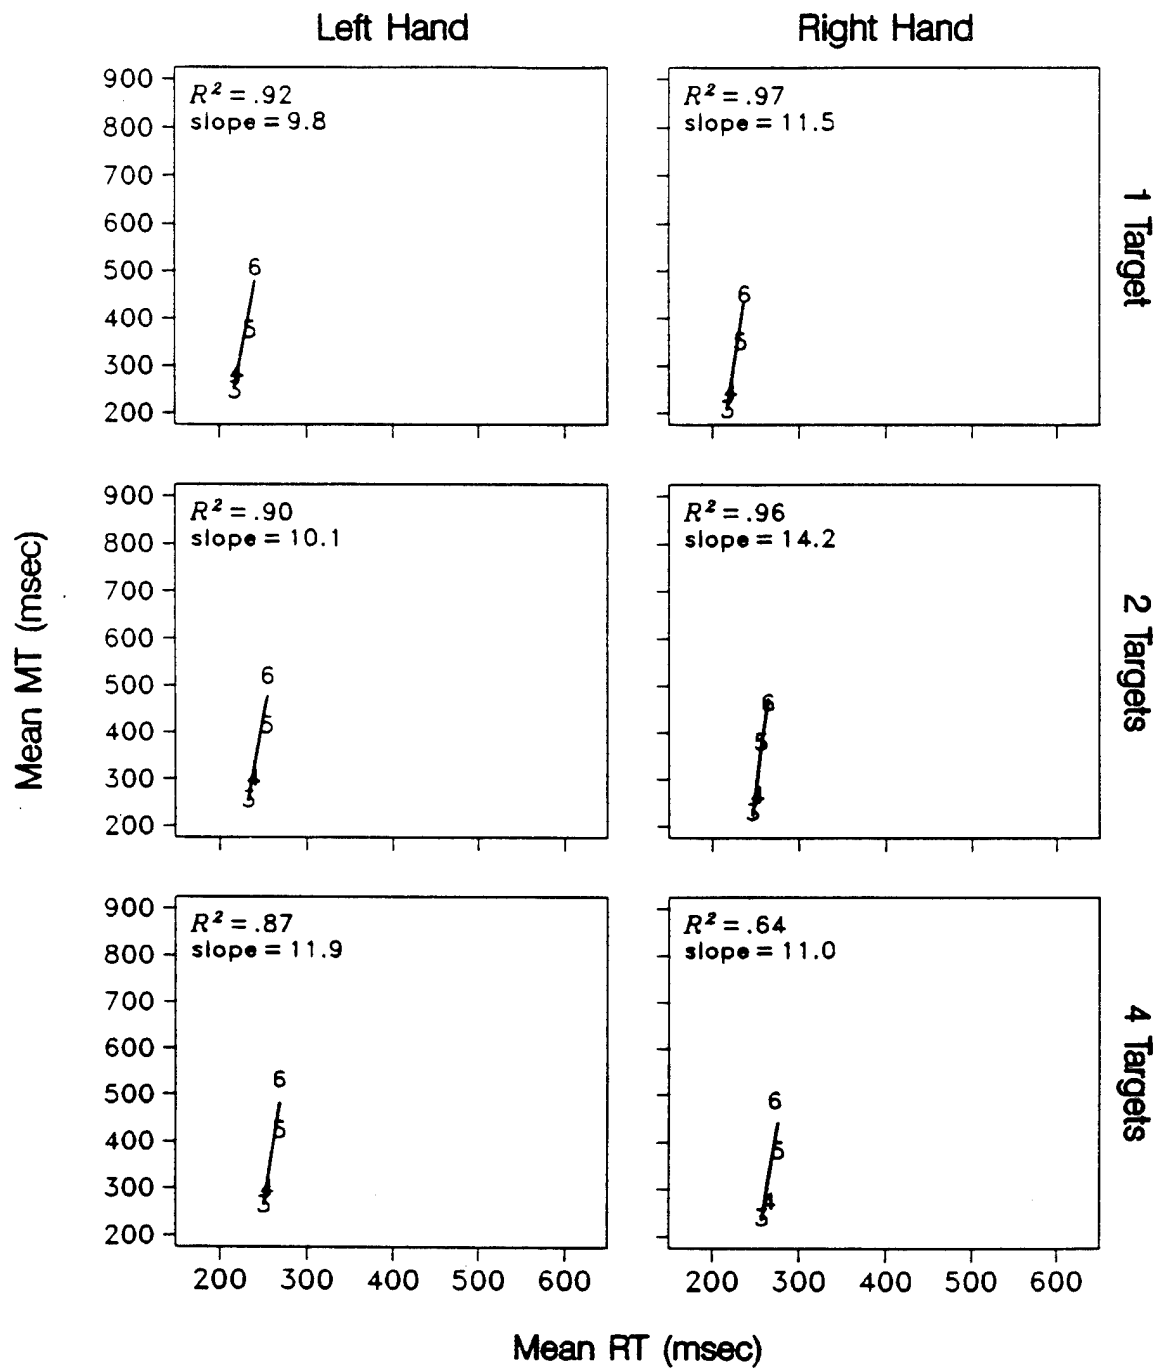 Left Hand
Right Hand
900
800
700
600
500
400
300
200
R² = .92
slope = 9.8
6
5
4
3
R² = .97
slope = 11.5
6
5
4
3
1 Target
Mean MT (msec)
900
800
700
600
500
400
300
200
R² = .90
slope = 10.1
6
5
4
3
R² = .96
slope = 14.2
6
5
4
3
2 Targets
900
800
700
600
500
400
300
200
R² = .87
slope = 11.9
6
5
4
3
R² = .64
slope = 11.0
6
5
4
3
4 Targets
200 300 400 500 600
200 300 400 500 600
Mean RT (msec)